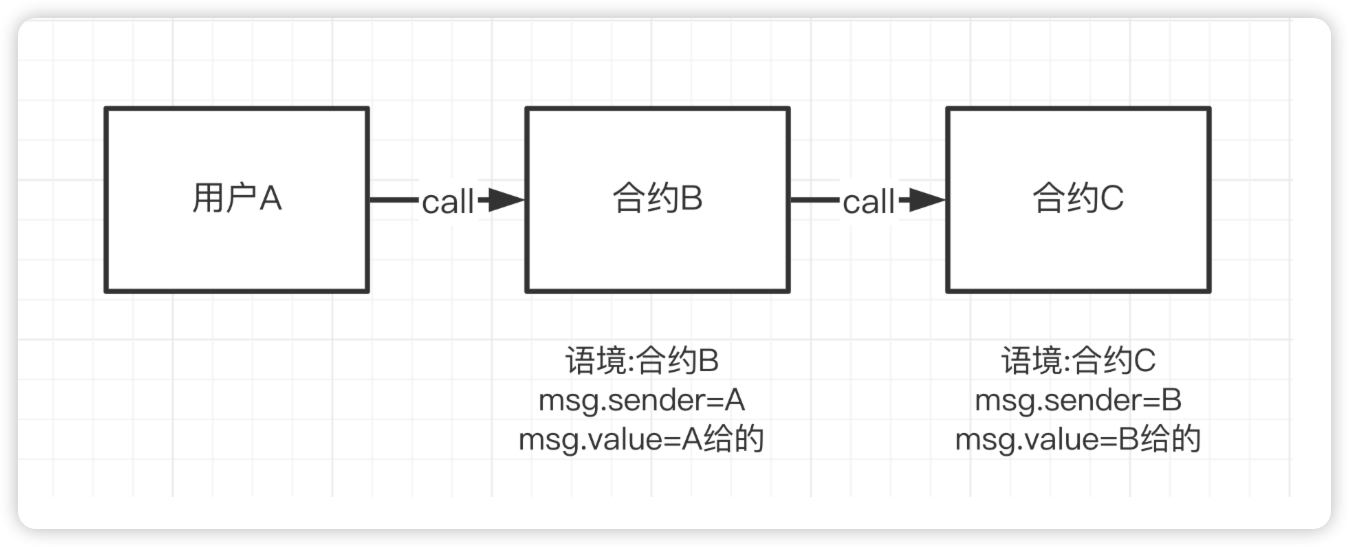 用户A
call
合约B
call
合约C
语境:合约B
msg.sender=A
msg.value=A给的
语境:合约C
msg.sender=B
msg.value=B给的